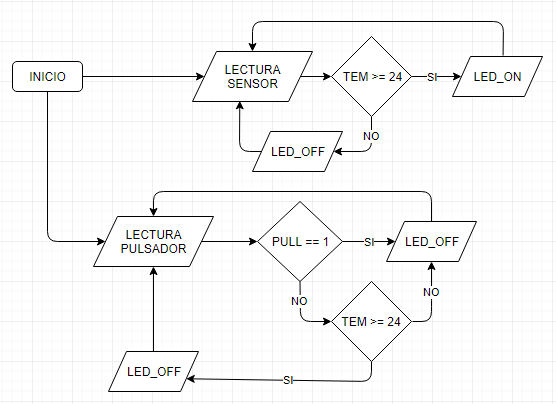 INICIO
LECTURA
SENSOR
TEM >= 24
SI
LED_ON
NO
LED_OFF
LECTURA
PULSADOR
PULL == 1
SI
LED_OFF
NO
TEM >= 24
NO
LED_OFF
SI